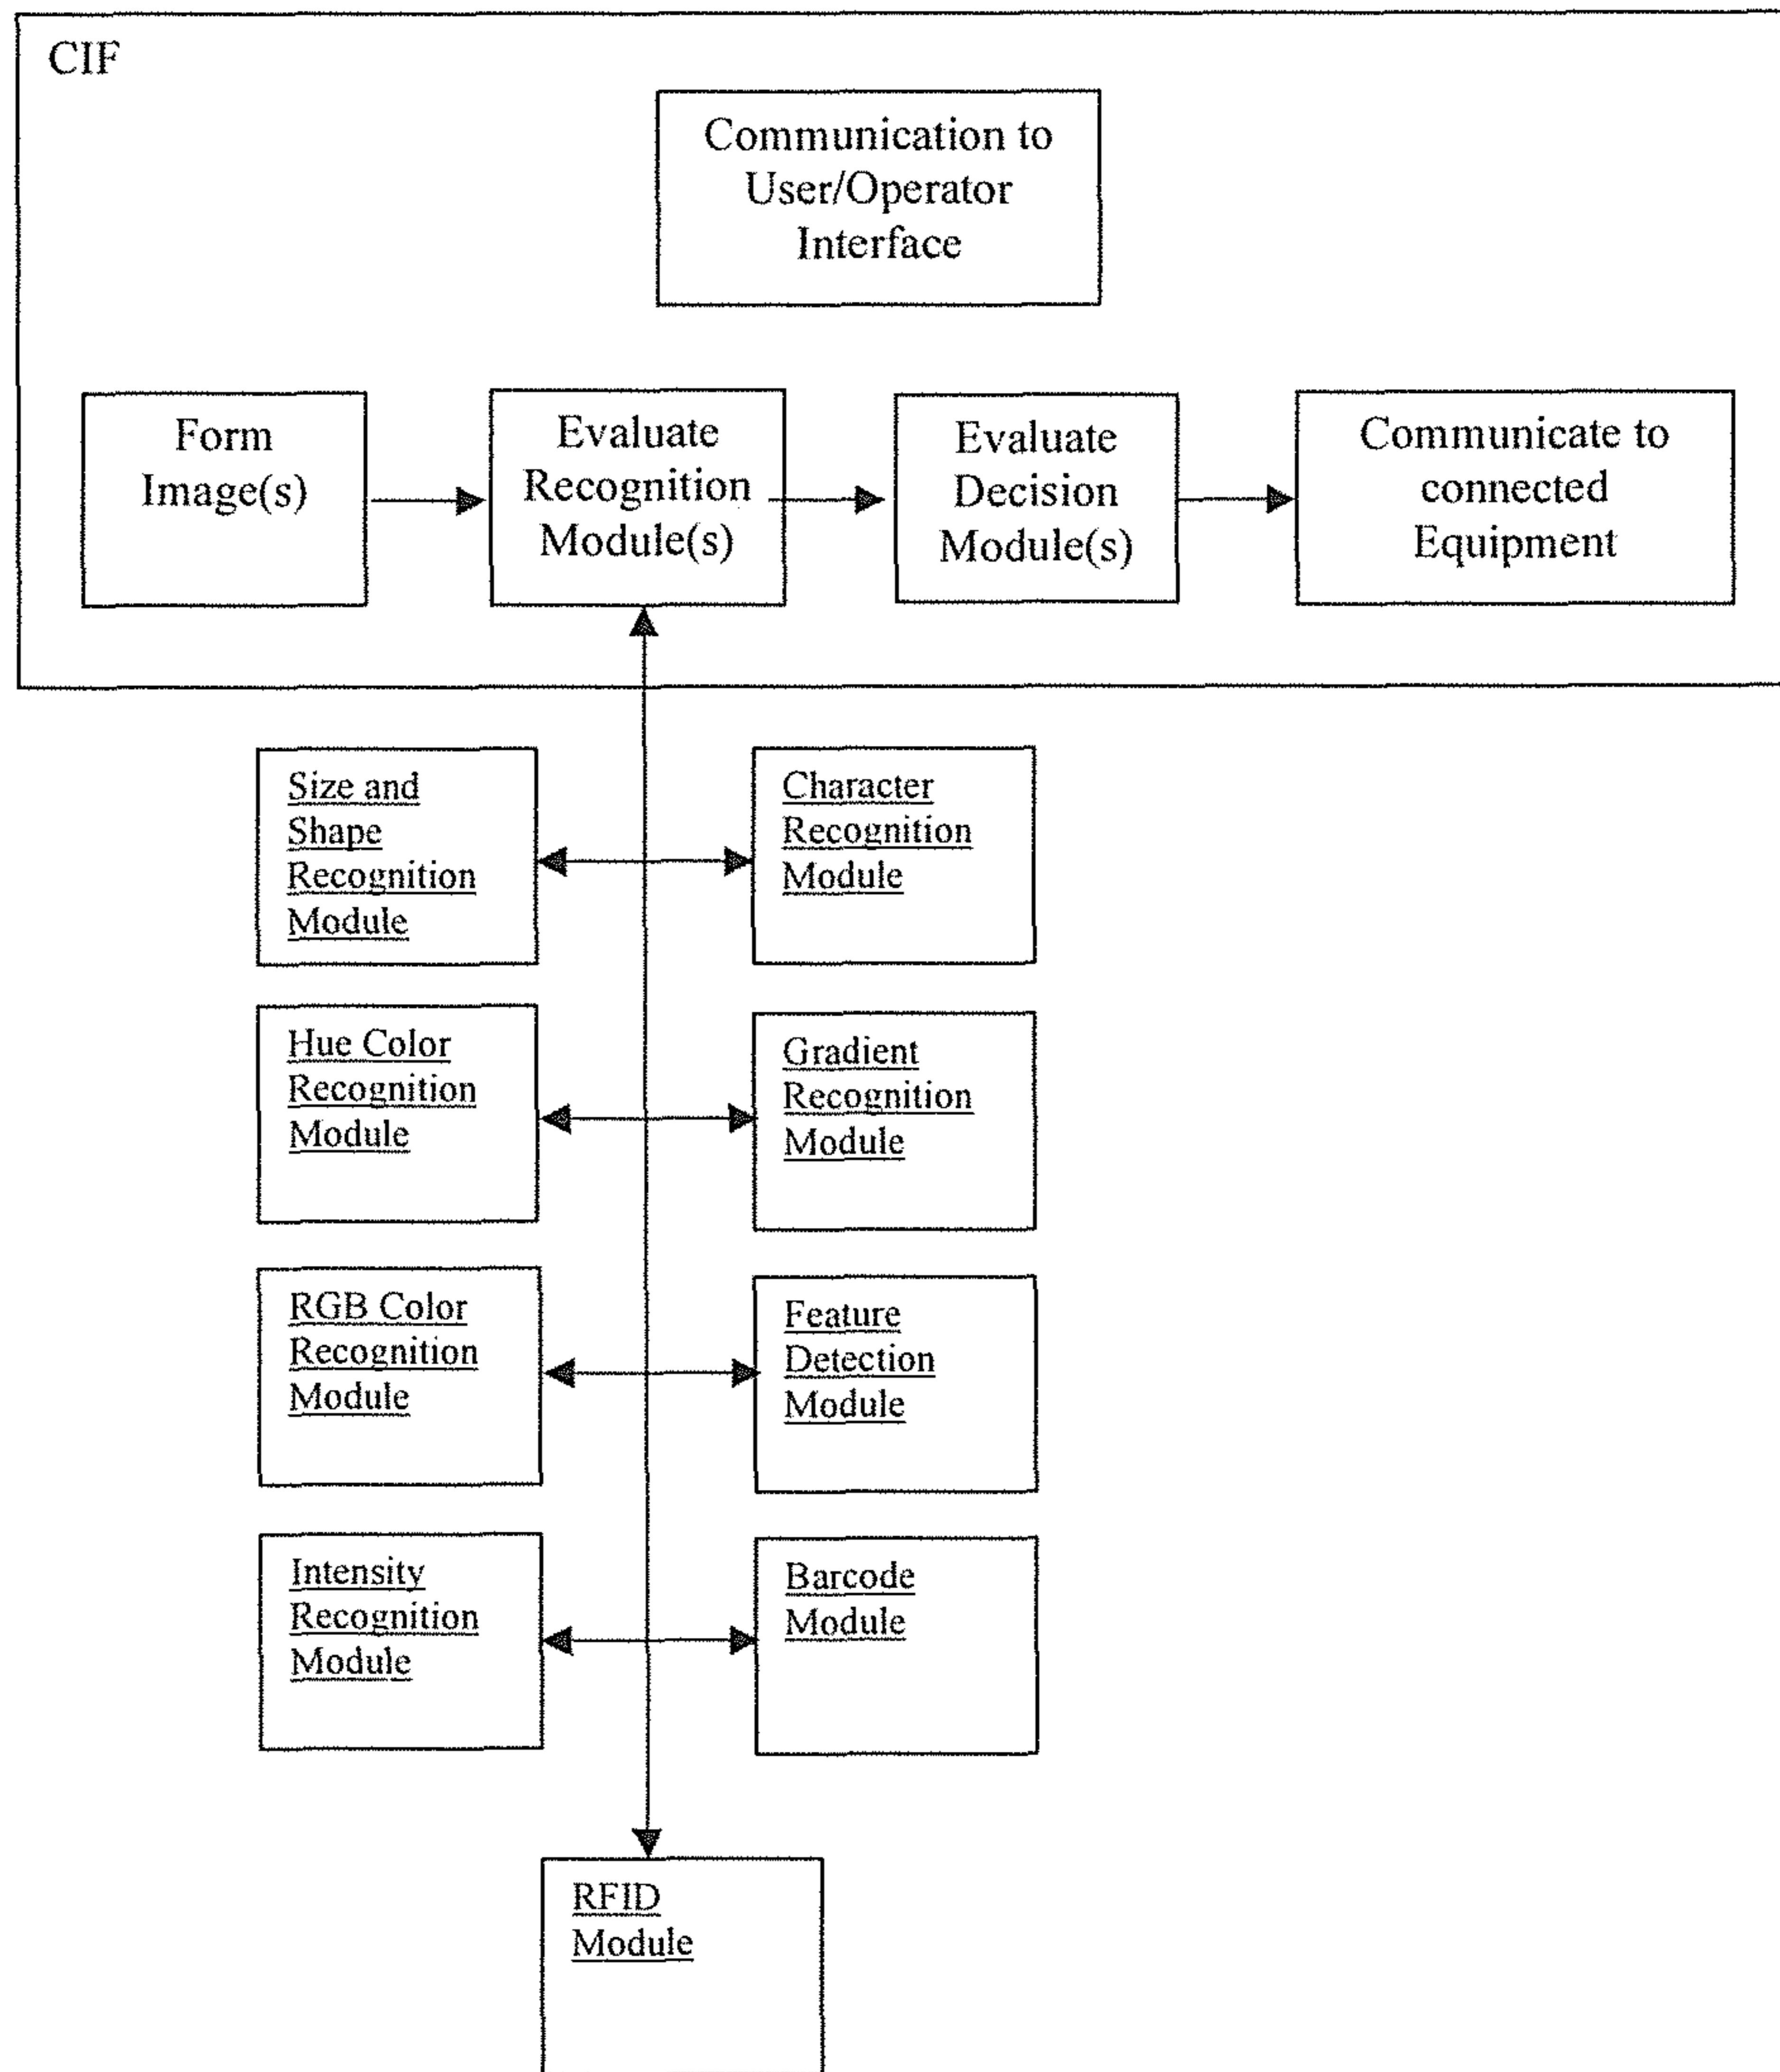 CIF
Communication to
User/Operator
Interface
Form
Image(s)
Evaluate
Recognition
Module(s)
Evaluate
Decision
Module(s)
Communicate to
connected
Equipment
Size and
Shape
Recognition
Module
Character
Recognition
Module
Hue Color
Recognition
Module
Gradient
Recognition
Module
RGB Color
Recognition
Module
Feature
Detection
Module
Intensity
Recognition
Module
Barcode
Module
RFID
Module